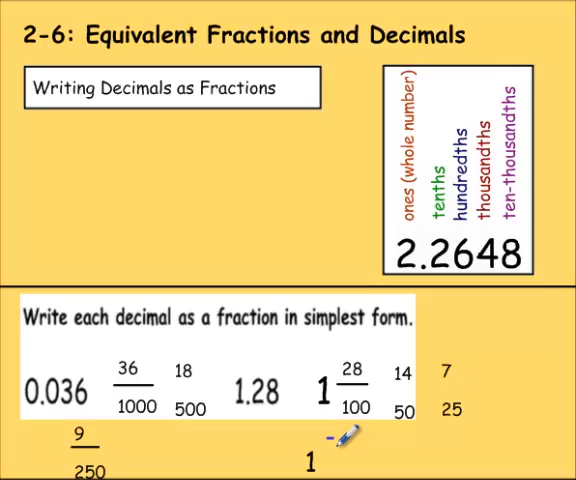 2-6: Equivalent Fractions and Decimals
Writing Decimals as Fractions
ones (whole number)
tenths
hundredths
thousandths
ten-thousandths
2.2648
Write each decimal as a fraction in simplest form.
0.036 36/1000 18/500 1.28 1 28/100 14/50 7/25
9/250 1